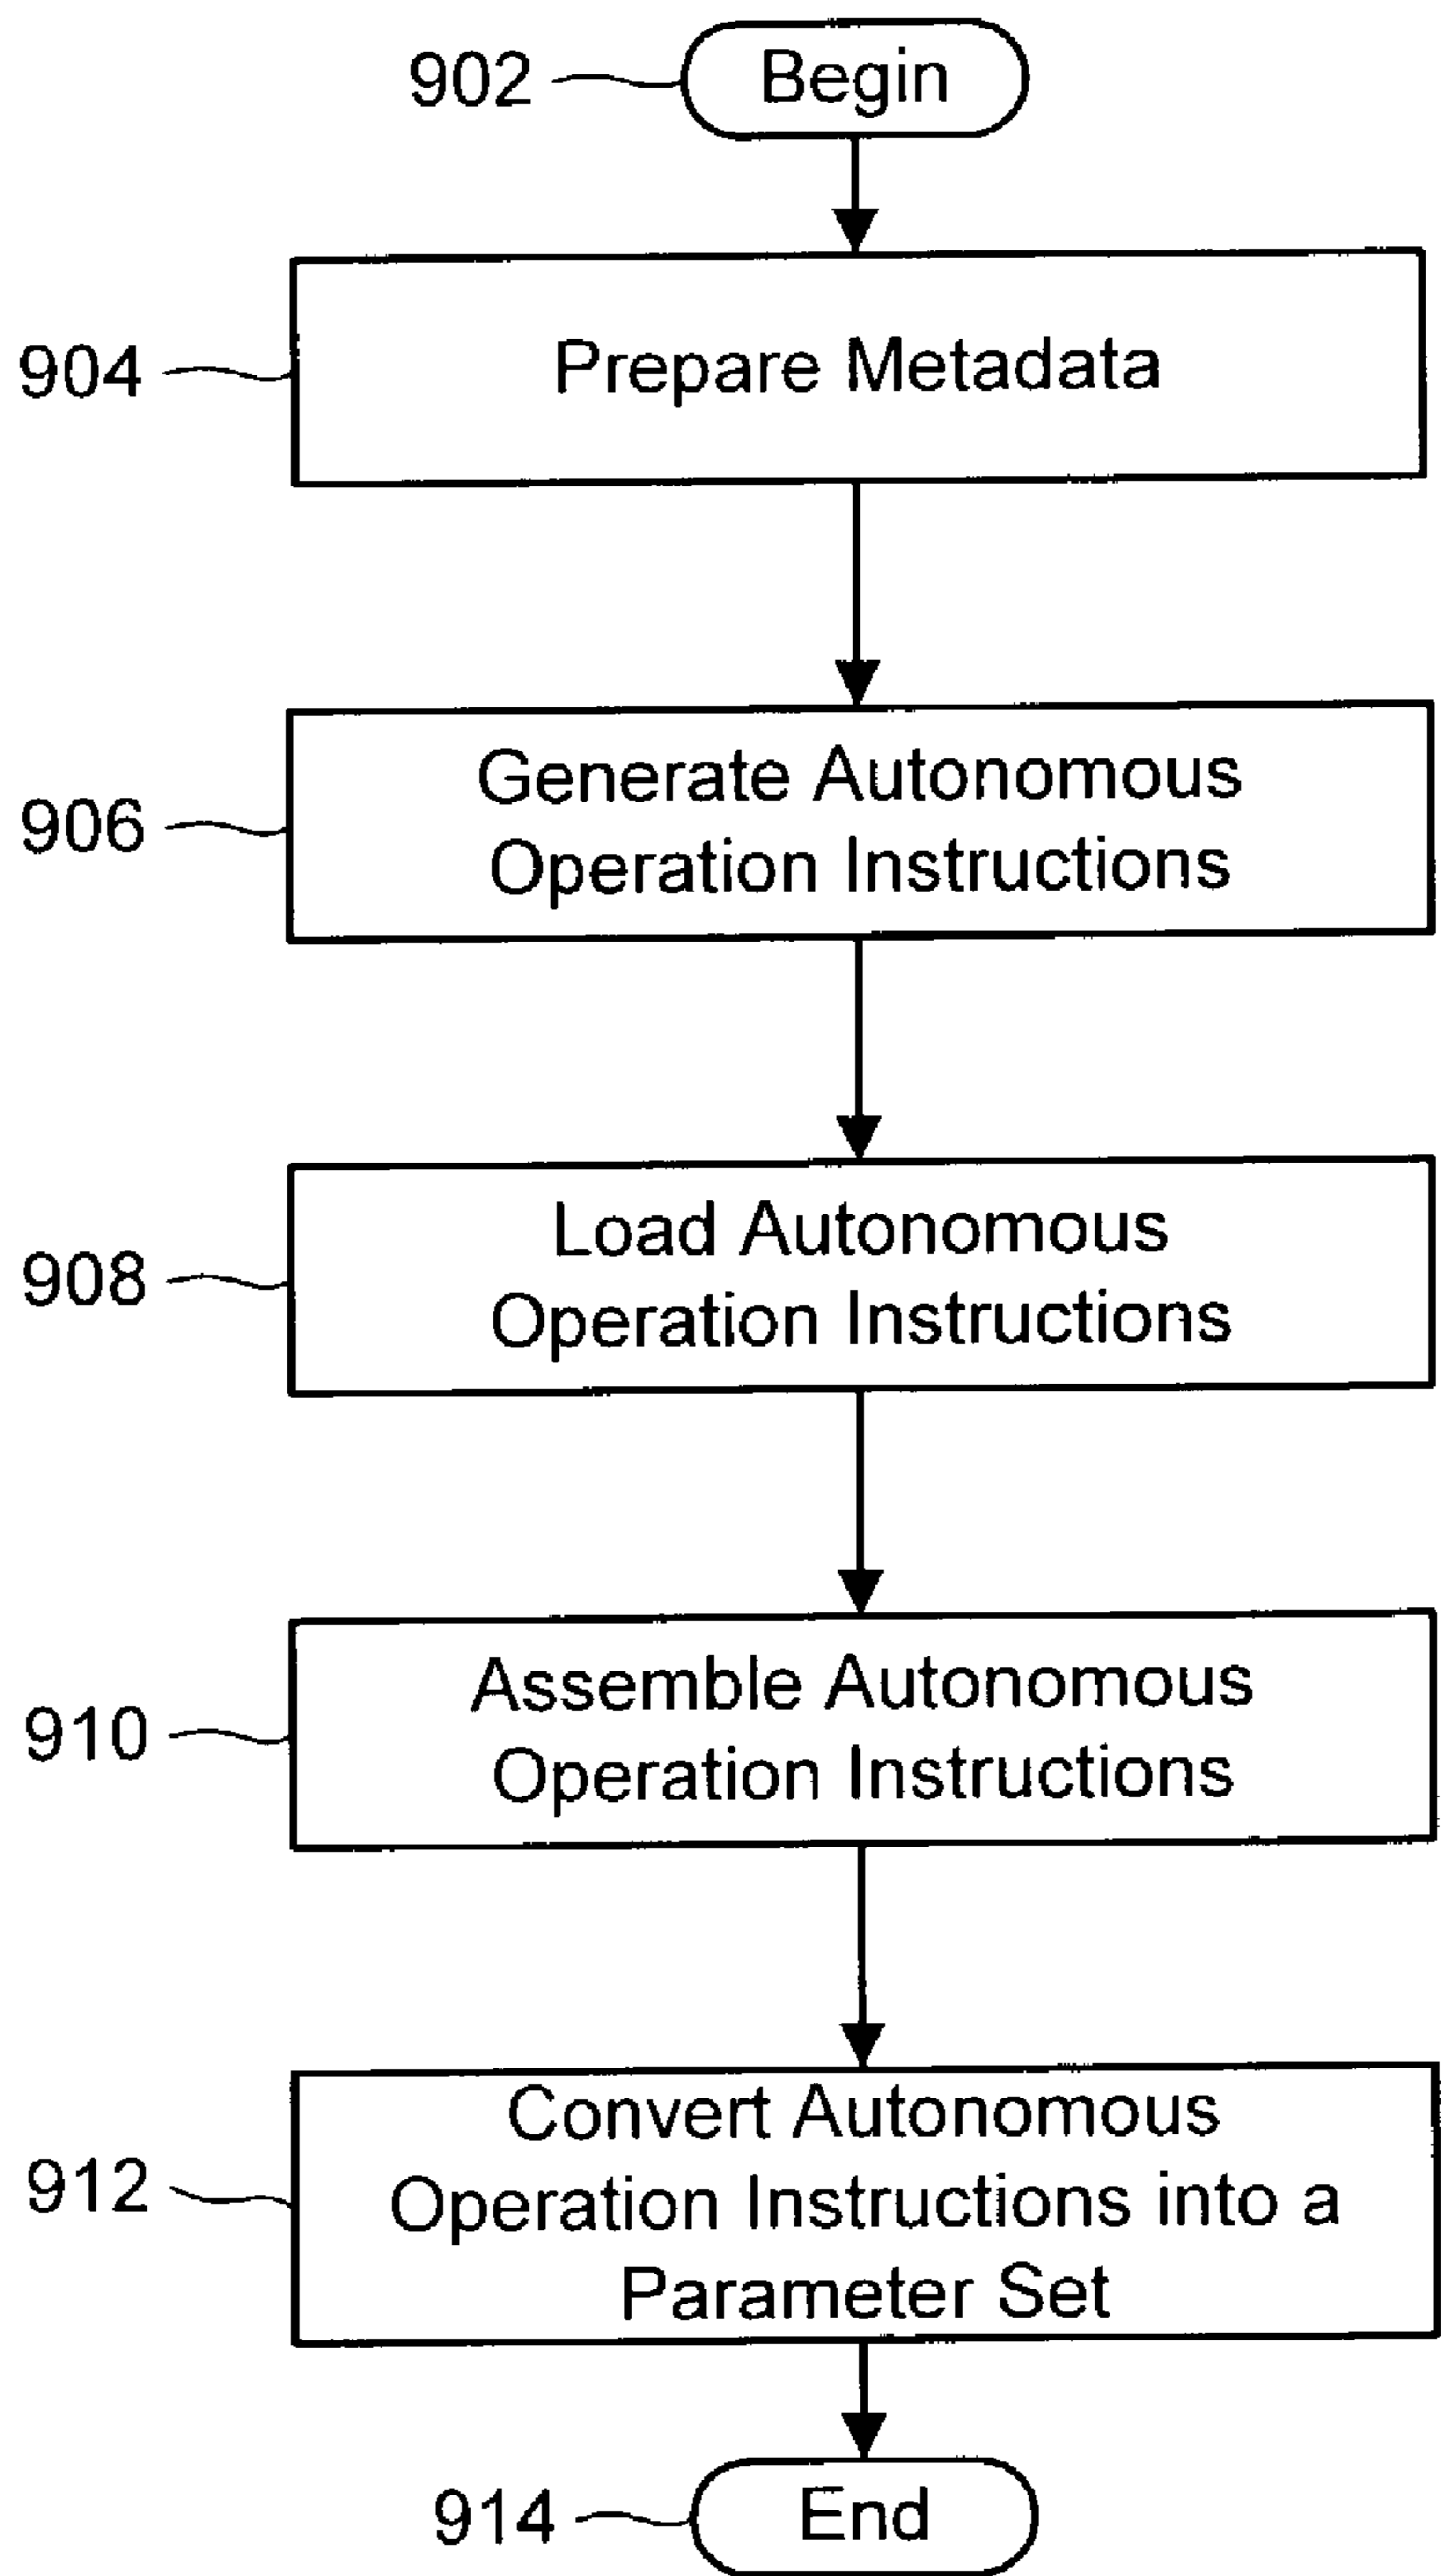 902
Begin
904
Prepare Metadata
906
Generate Autonomous
Operation Instructions
908
Load Autonomous
Operation Instructions
910
Assemble Autonomous
Operation Instructions
912
Convert Autonomous
Operation Instructions into a
Parameter Set
914
End